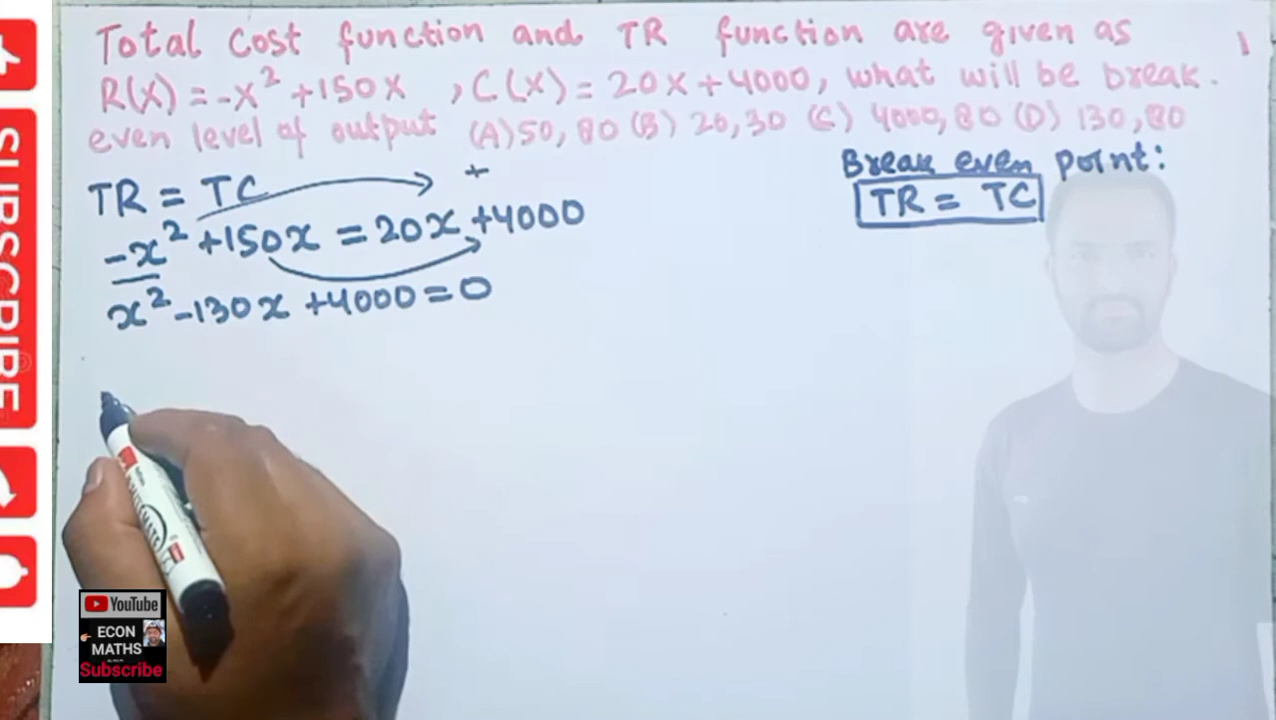 Total Cost function and TR function are given as
R(X) = -X² + 150X , C(X) = 20X + 4000, what will be break-
even level of output (A) 50, 80 (B) 20, 30 (C) 4000, 80 (D) 130, 80
1
Break even point:
TR = TC
TR = TC
+
-x² + 150x = 20x + 4000
x² - 130x + 4000 = 0
SUBSCRIBE
YouTube
ECON
MATHS
Subscribe